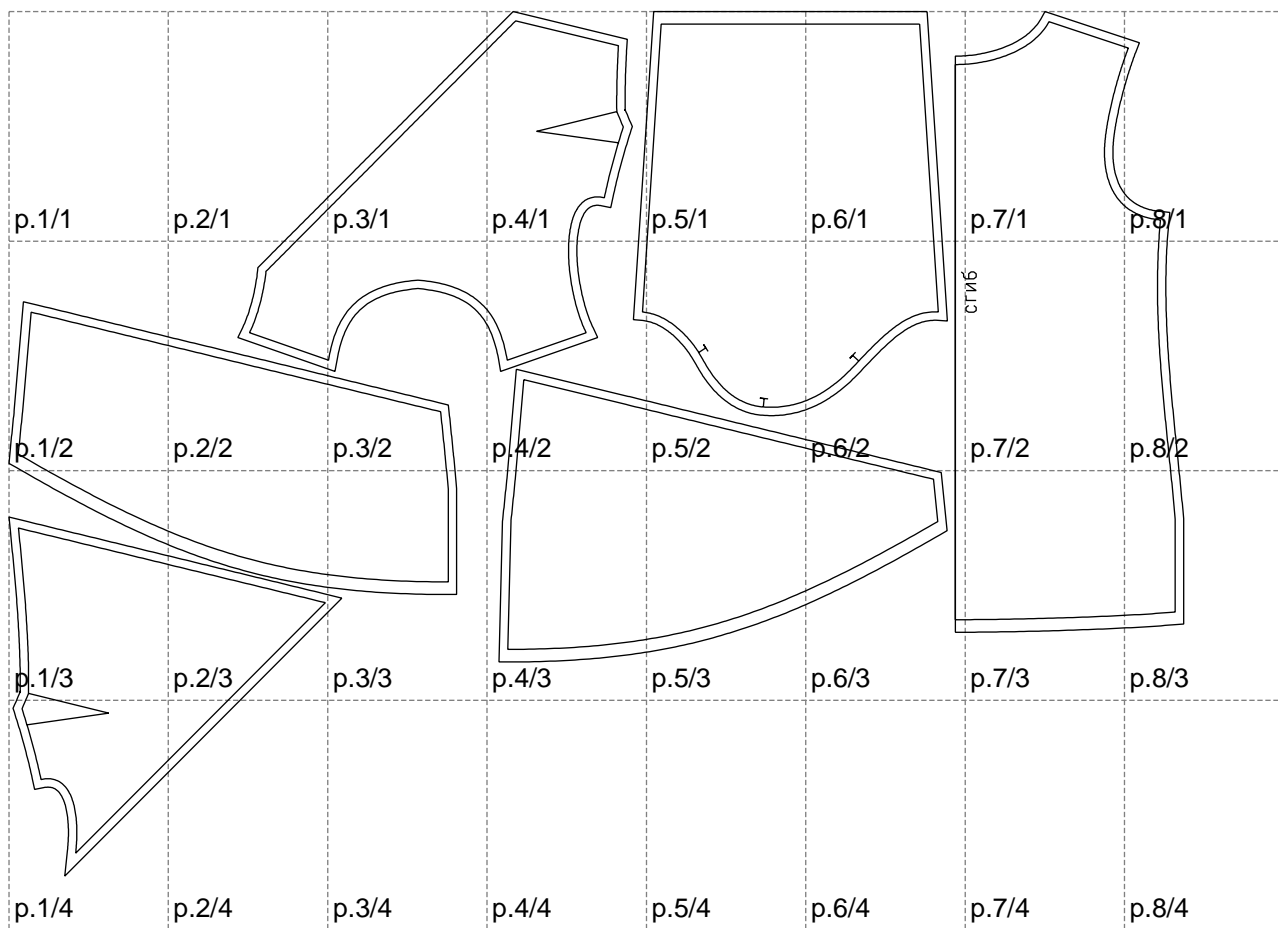 p.1/1 p.2/1 p.3/1 p.4/1 p.5/1 p.6/1 p.7/1 p.8/1
сгиб
p.1/2 p.2/2 p.3/2 p.4/2 p.5/2 p.6/2 p.7/2 p.8/2
p.1/3 p.2/3 p.3/3 p.4/3 p.5/3 p.6/3 p.7/3 p.8/3
p.1/4 p.2/4 p.3/4 p.4/4 p.5/4 p.6/4 p.7/4 p.8/4